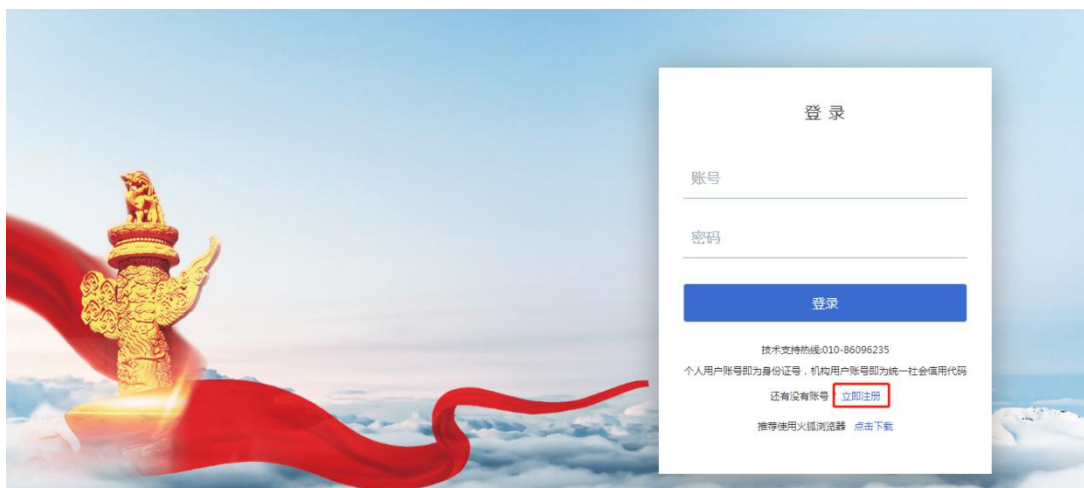 登 录
账号
密码
登录
技术支持热线:010-86096235
个人用户账号即为身份证号，机构用户账号即为统一社会信用代码
还有没有账号？立即注册
推荐使用火狐浏览器 点击下载